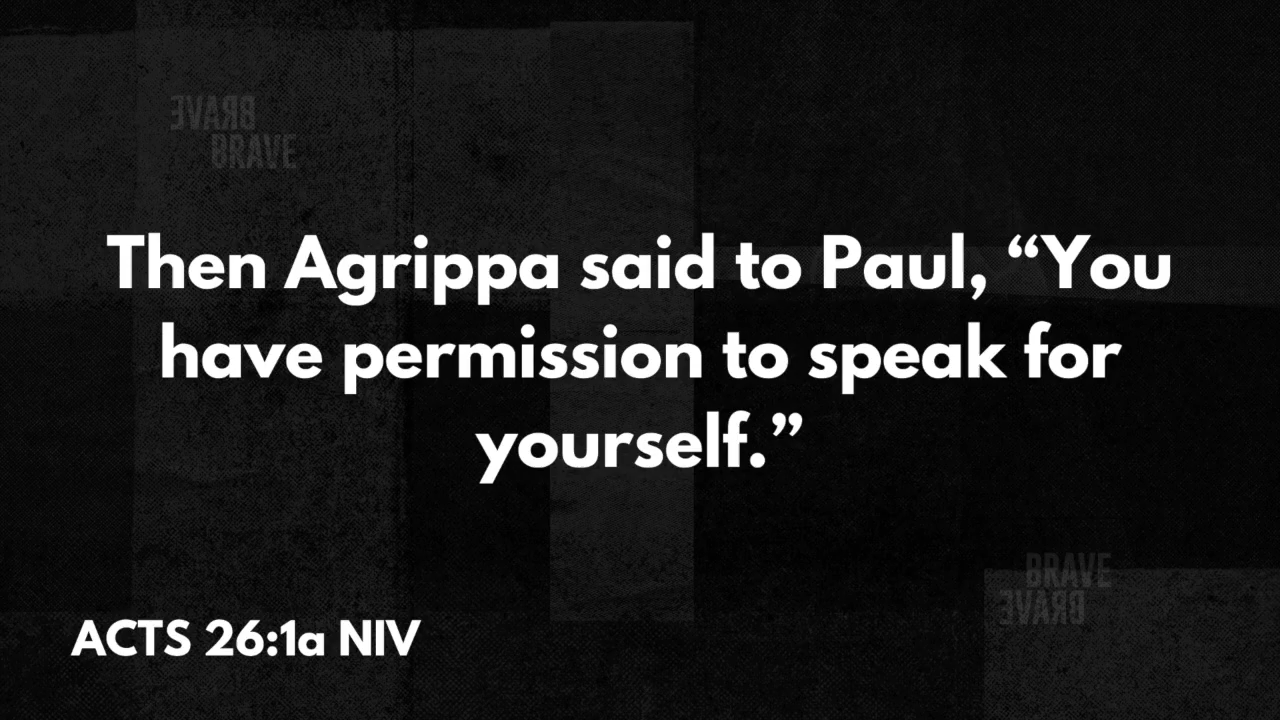 BRAVE
BRAVE
Then Agrippa said to Paul, “You
have permission to speak for
yourself.”
BRAVE
BRAVE
ACTS 26:1a NIV